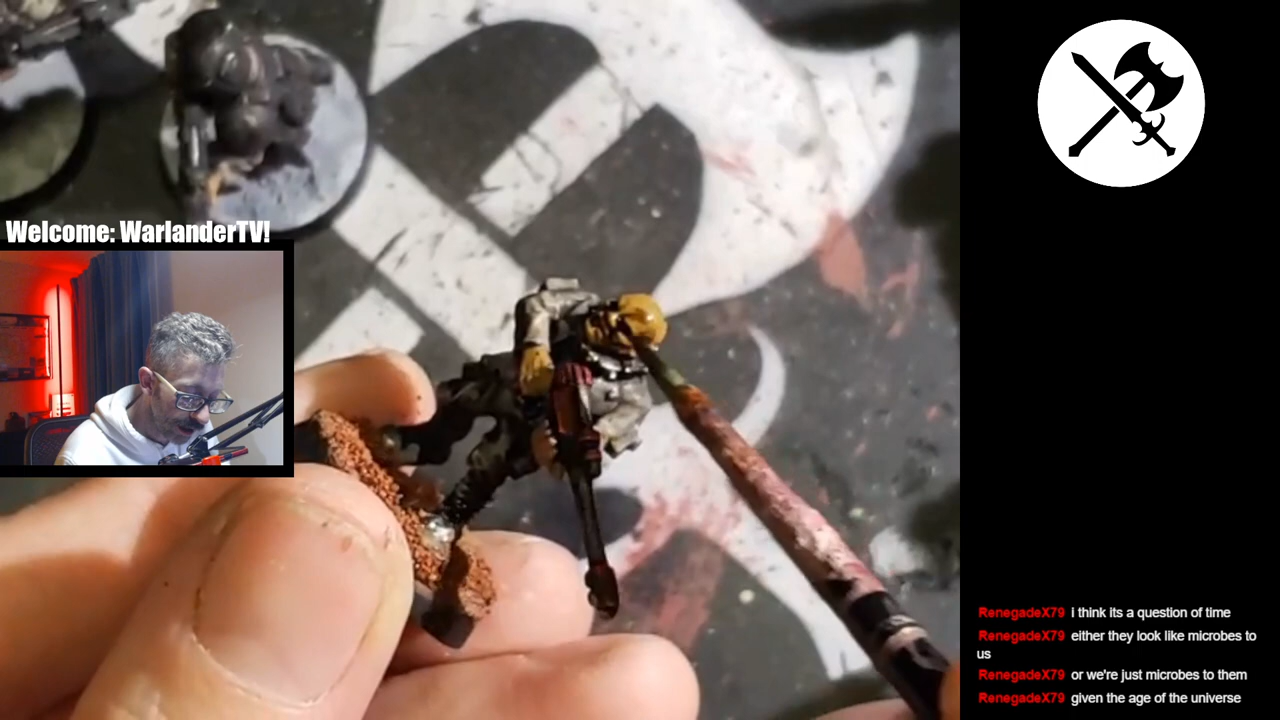 Welcome: WarlanderTV!
RenegadeX79 i think its a question of time
RenegadeX79 either they look like microbes to
us
RenegadeX79 or we're just microbes to them
RenegadeX79 given the age of the universe